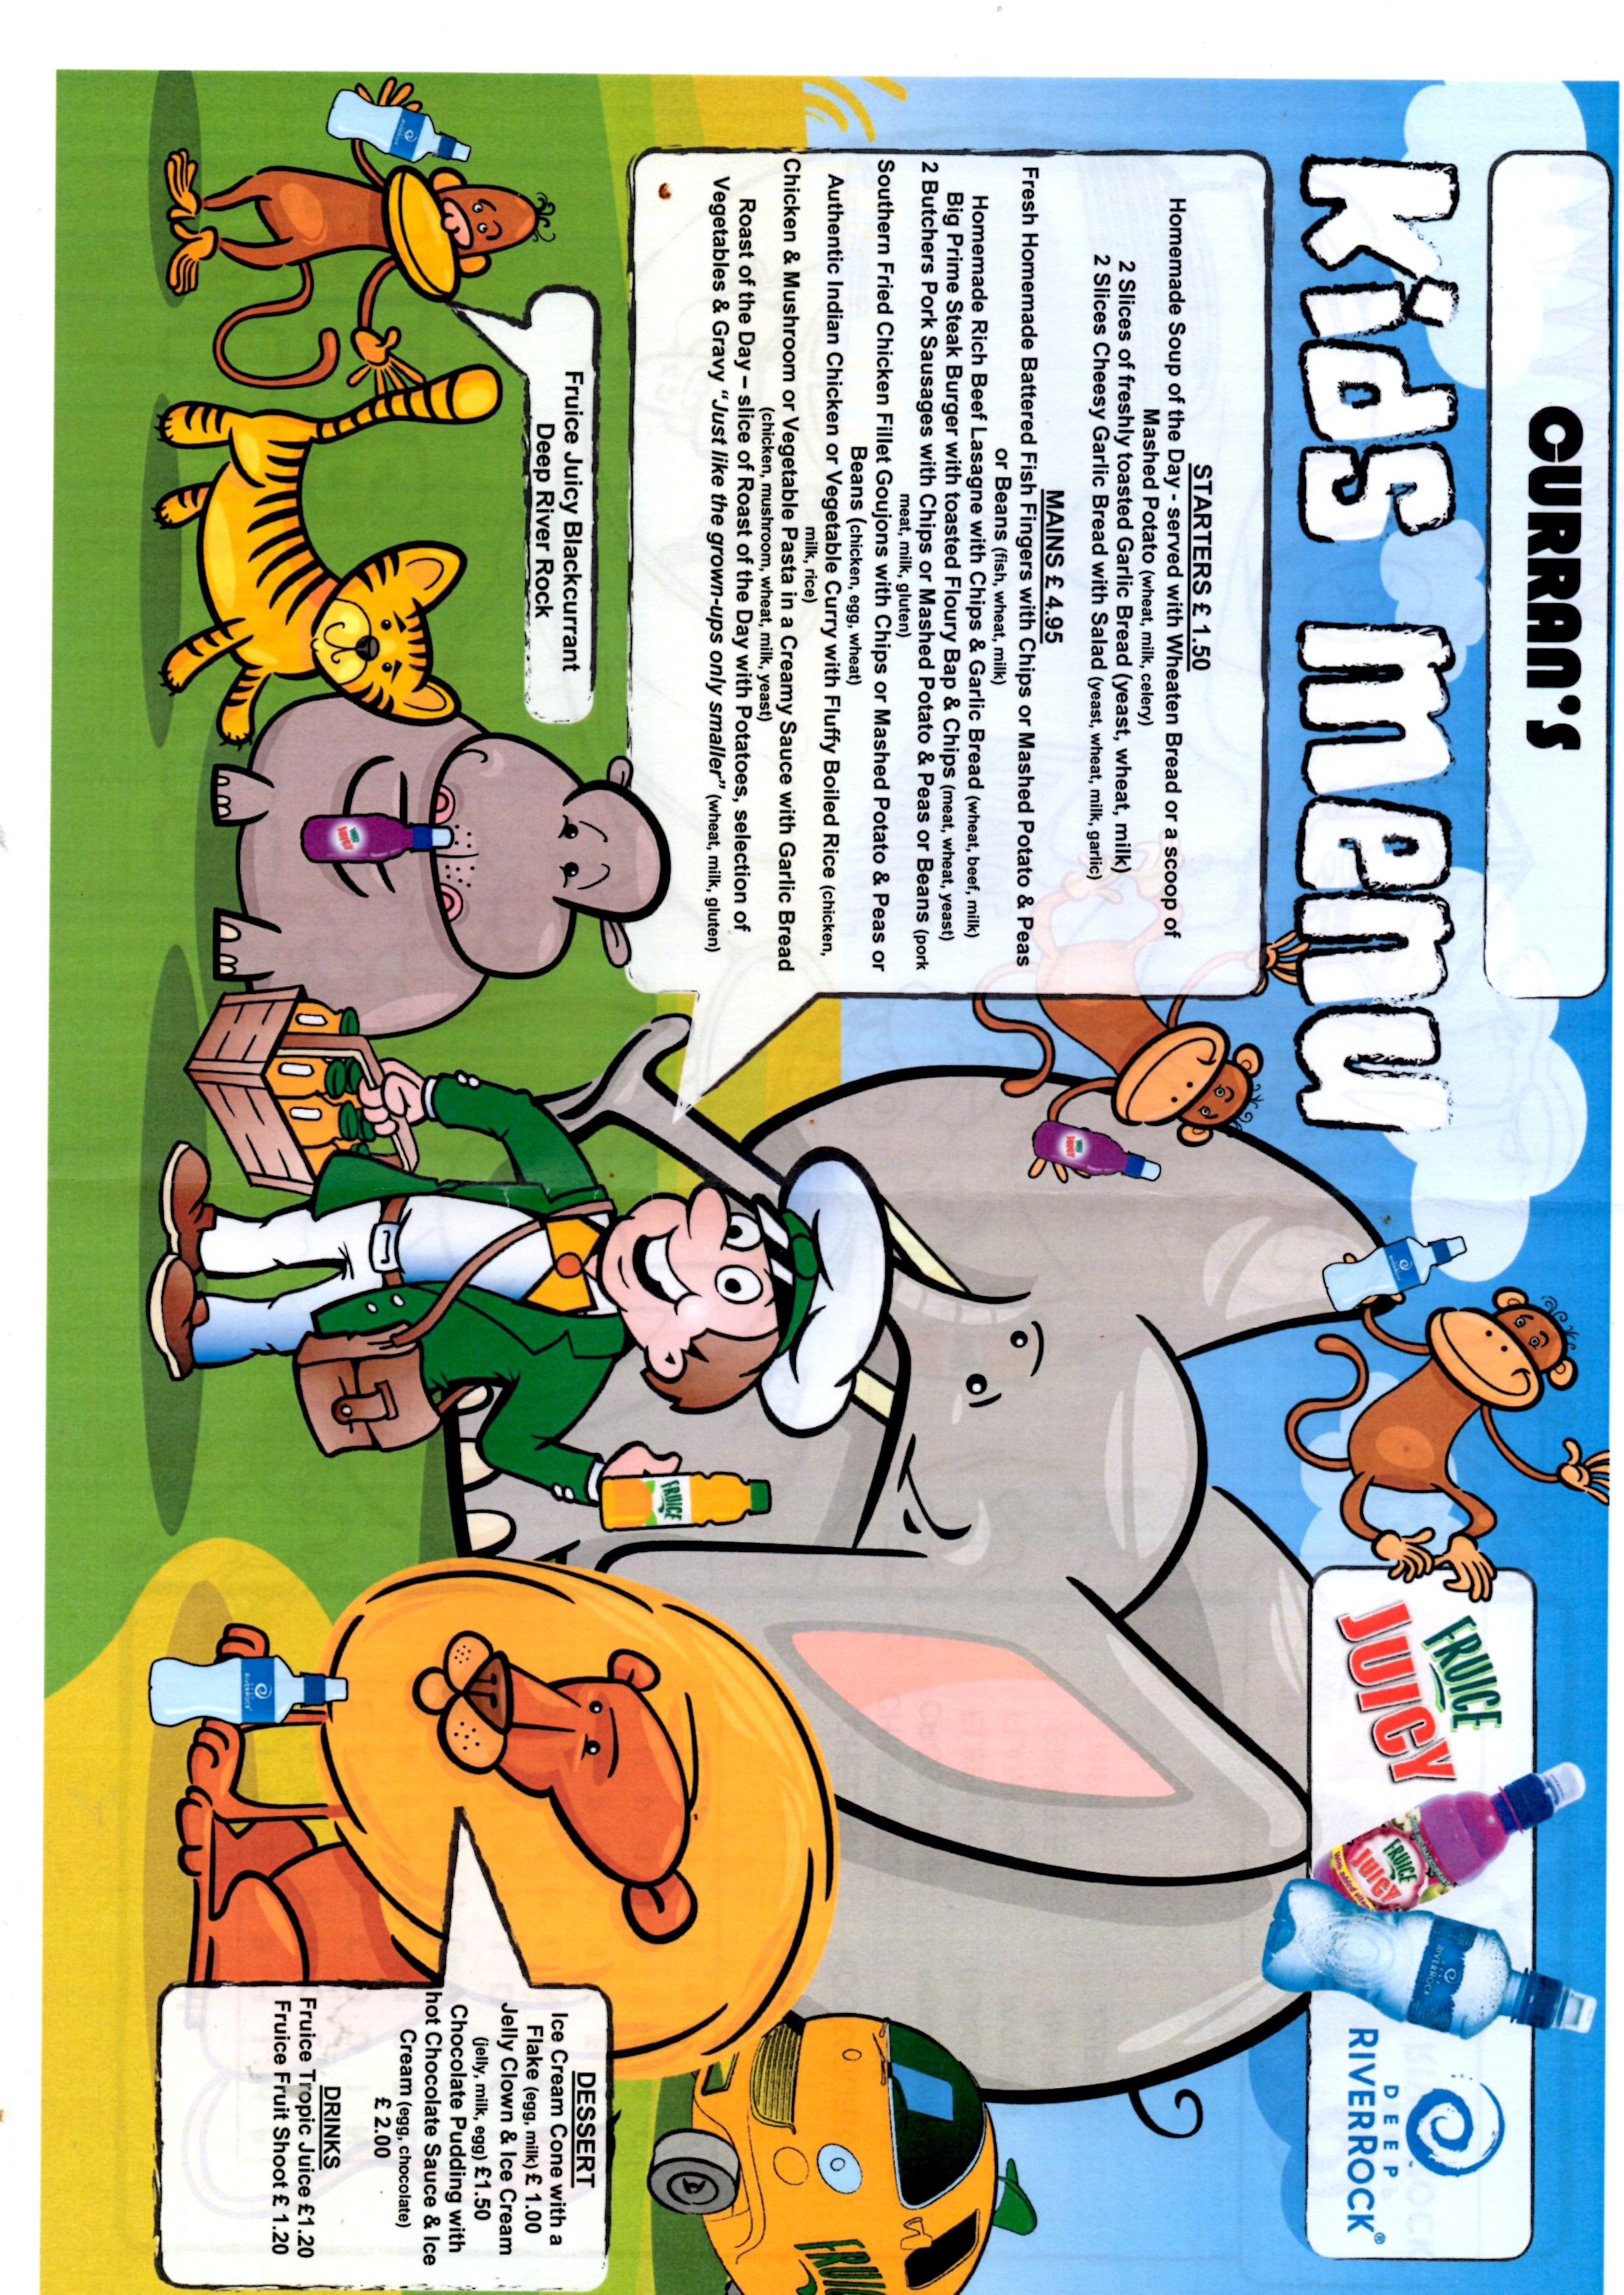 CURRAN'S
Kids menu
FRUICE
JUICY
FRUICE
JUICY
RIVERROCK
DEEP
RIVERROCK®
STARTERS £ 1.50
Homemade Soup of the Day - served with Wheaten Bread or a scoop of
Mashed Potato (wheat, milk, celery)
2 Slices of freshly toasted Garlic Bread (yeast, wheat, milk)
2 Slices Cheesy Garlic Bread with Salad (yeast, wheat, milk, garlic)
MAINS £ 4.95
Fresh Homemade Battered Fish Fingers with Chips or Mashed Potato & Peas
or Beans (fish, wheat, milk)
Homemade Rich Beef Lasagne with Chips & Garlic Bread (wheat, beef, milk)
Big Prime Steak Burger with toasted Floury Bap & Chips (meat, wheat, yeast)
2 Butchers Pork Sausages with Chips or Mashed Potato & Peas or Beans (pork
meat, milk, gluten)
Southern Fried Chicken Fillet Goujons with Chips or Mashed Potato & Peas or
Beans (chicken, egg, wheat)
Authentic Indian Chicken or Vegetable Curry with Fluffy Boiled Rice (chicken,
milk, rice)
Chicken & Mushroom or Vegetable Pasta in a Creamy Sauce with Garlic Bread
(chicken, mushroom, wheat, milk, yeast)
Roast of the Day – slice of Roast of the Day with Potatoes, selection of
Vegetables & Gravy “Just like the grown-ups only smaller” (wheat, milk, gluten)
JUICY
FRUICE
Fruice Juicy Blackcurrant
Deep River Rock
JUICY
RIVERROCK
DESSERT
Ice Cream Cone with a
Flake (egg, milk) £ 1.00
Jelly Clown & Ice Cream
(jelly, milk, egg) £1.50
Chocolate Pudding with
hot Chocolate Sauce & Ice
Cream (egg, chocolate)
£ 2.00
DRINKS
Fruice Tropic Juice £1.20
Fruice Fruit Shoot £ 1.20